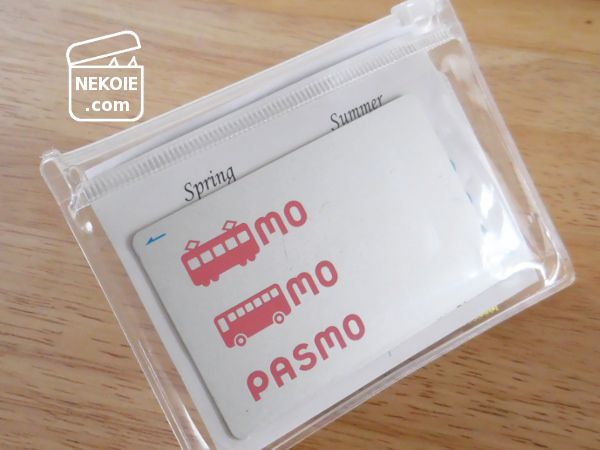 NEKOIE
.com
Summer
Spring
mo
mo
PASMO